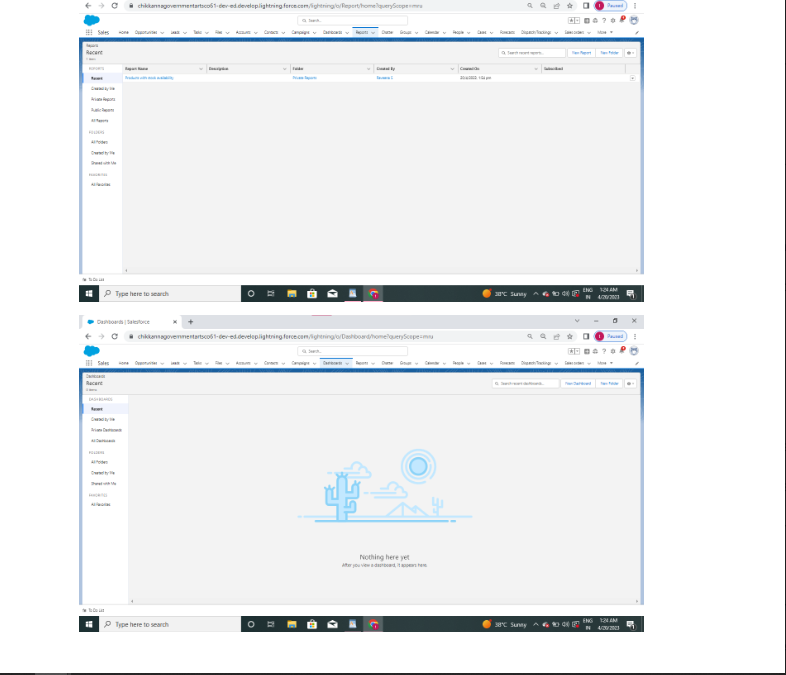 chikkannagovernmentartsco61-dev-ed.develop.lightning.force.com/lightning/o/Report/home?queryScope=mru
Paused
Search...
Sales Home Opportunities Leads Tasks Files Accounts Contacts Campaigns Dashboards Reports Chatter Groups Calendar People Cases Forecasts Dispatch/Tracking Sales orders More
Reports
Recent
1 item
Search recent reports...
New Report
New Folder
REPORTS
Report Name Description Folder Created By Created On Subscribed
Recent
Products with stock availability Private Reports
Created by Me
Private Reports
Public Reports
All Reports
FOLDERS
All Folders
Created by Me
Shared with Me
FAVORITES
All Favorites
To Do List
Type here to search
38°C Sunny
ENG
IN
1:24 AM
4/20/2023
Dashboards | Salesforce
chikkannagovernmentartsco61-dev-ed.develop.lightning.force.com/lightning/o/Dashboard/home?queryScope=mru
Paused
Search...
Sales Home Opportunities Leads Tasks Files Accounts Contacts Campaigns Dashboards Reports Chatter Groups Calendar People Cases Forecasts Dispatch/Tracking Sales orders More
Dashboards
Recent
0 items
Search recent dashboards...
New Dashboard
New Folder
DASHBOARDS
Recent
Created by Me
Private Dashboards
All Dashboards
FOLDERS
All Folders
Created by Me
Shared with Me
FAVORITES
All Favorites
Nothing here yet
After you view a dashboard, it appears here.
To Do List
Type here to search
38°C Sunny
ENG
IN
1:24 AM
4/20/2023